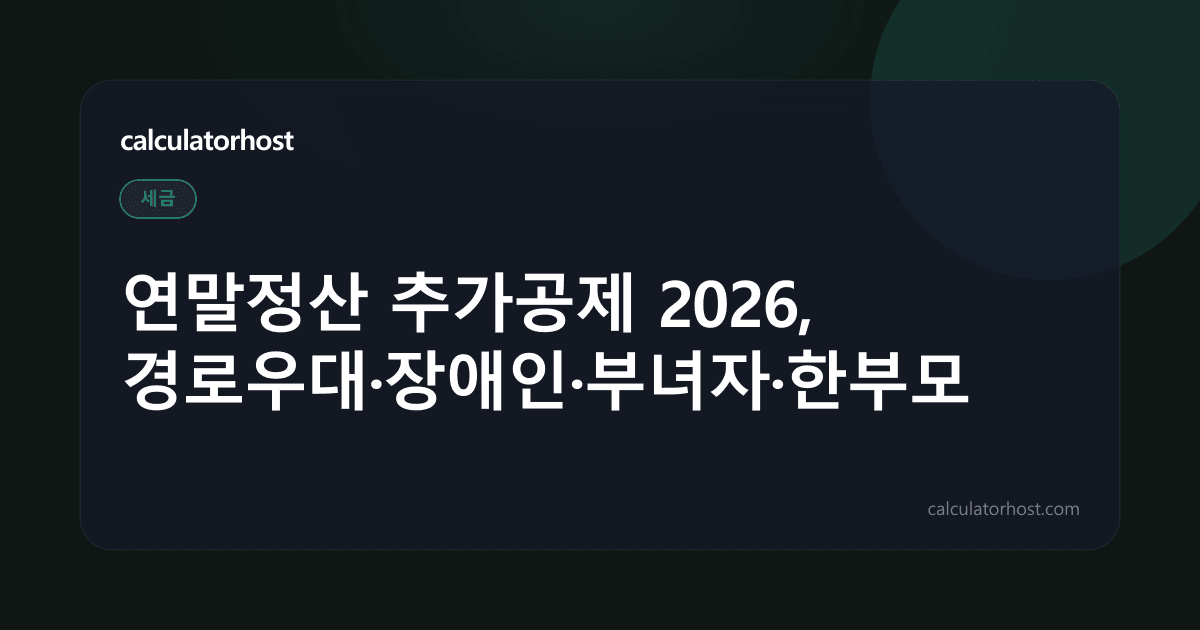 calculatorhost
세금
연말정산 추가공제 2026,
경로우대·장애인·부녀자·한부모
calculatorhost.com